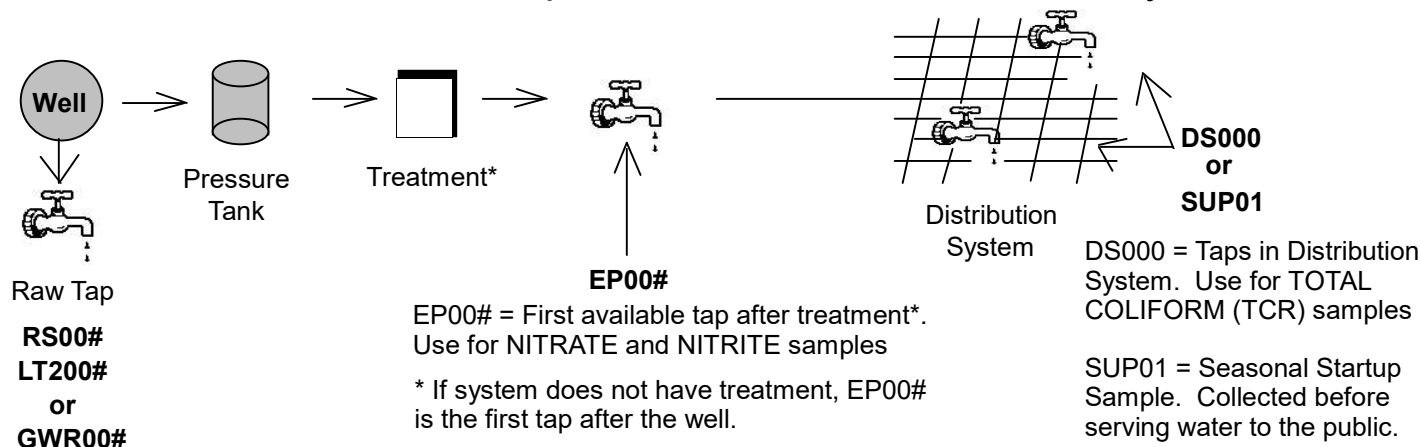 Well
Pressure
Tank
Treatment*
Raw Tap
RS00#
LT200#
or
GWR00#
EP00#
EP00# = First available tap after treatment*.
Use for NITRATE and NITRITE samples
* If system does not have treatment, EP00#
is the first tap after the well.
Distribution
System
DS000
or
SUP01
DS000 = Taps in Distribution
System.  Use for TOTAL
COLIFORM (TCR) samples
SUP01 = Seasonal Startup
Sample.  Collected before
serving water to the public.